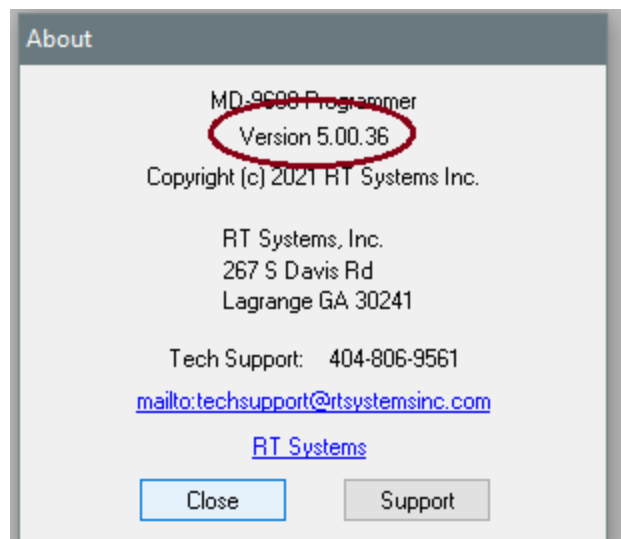 About
MD-9600 Programmer
Version 5.00.36
Copyright (c) 2021 RT Systems Inc.
RT Systems, Inc.
267 S Davis Rd
Lagrange GA 30241
Tech Support: 404-806-9561
mailto:techsupport@rtsystemsinc.com
RT Systems
Close Support